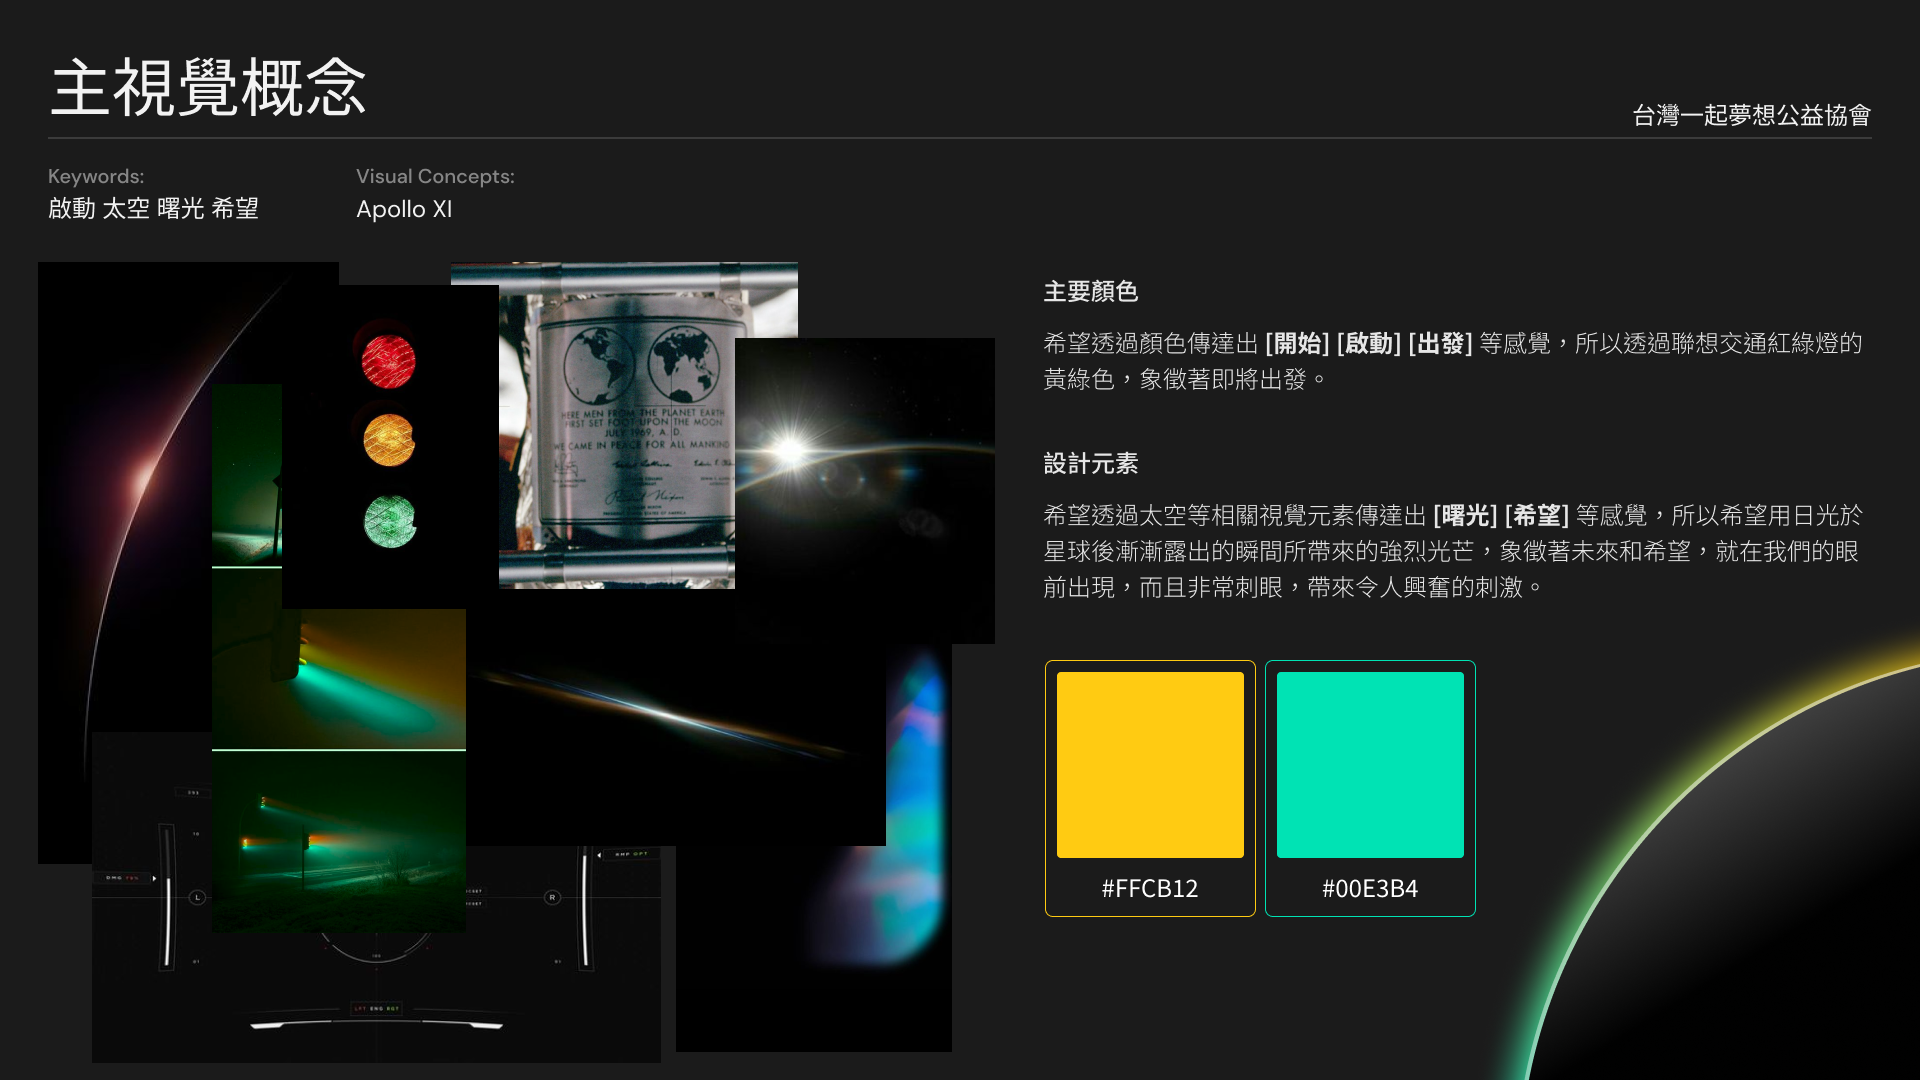 主視覺概念
台灣一起夢想公益協會
Keywords:
啟動 太空 曙光 希望
Visual Concepts:
Apollo XI
HERE MEN FROM THE PLANET EARTH
FIRST SET FOOT UPON THE MOON
JULY 1969, A.D.
WE CAME IN PEACE FOR ALL MANKIND
L
R
LFT ENG RGT
主要顏色
希望透過顏色傳達出 [開始] [啟動] [出發] 等感覺，所以透過聯想交通紅綠燈的
黃綠色，象徵著即將出發。
設計元素
希望透過太空等相關視覺元素傳達出 [曙光] [希望] 等感覺，所以希望用日光於
星球後漸漸露出的瞬間所帶來的強烈光芒，象徵著未來和希望，就在我們的眼
前出現，而且非常刺眼，帶來令人興奮的刺激。
#FFCB12
#00E3B4